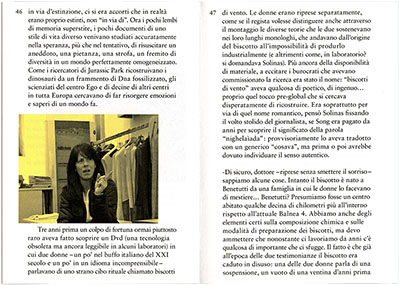 46
in via d'estinzione, ci si era accorti che in realtà
erano proprio estinti, non "in via di". Ora i pochi lembi
di memoria superstite, i pochi documenti di uno
stile di vita diverso venivano studiati accuratamente
nella speranza, più che nel tentativo, di risuscitare un
aneddoto, una pietanza, una strofa, un fremito di
diversità in un mondo perfettamente omogeneizzato.
Come i ricercatori di Jurassic Park ricostruivano i
dinosauri da un frammento di Dna fossilizzato, gli
scienziati del centro Ego e di decine di altri centri
in tutta Europa cercavano di far risorgere emozioni
e saperi di un mondo fa.
Tre anni prima un colpo di fortuna ormai piuttosto
raro aveva fatto scoprire un Dvd (una tecnologia
obsoleta ma ancora leggibile in alcuni laboratori) in
cui due donne –un po' nel buffo italiano del XXI
secolo e un po' in un idioma incomprensibile–
parlavano di uno strano cibo rituale chiamato biscotti
47
di vento. Le donne erano riprese separatamente,
come se il regista volesse distinguere anche attraverso
il montaggio le diverse teorie che le due sostenevano
nei loro lunghi monologhi, che andavano dall'origine
del biscotto all'impossibilità di produrlo
industrialmente (e altrimenti come, in laboratorio?
si domandava Solinas). Più ancora della disponibilità
di materiale, a eccitare i burocrati che avevano
commissionato la ricerca era stato il nome: "biscotti
di vento" aveva qualcosa di poetico, di ingenuo...
proprio quel tocco pre-global che si cercava
disperatamente di ricostruire. Era soprattutto per
via di quel nome romantico, pensò Solinas fissando
il volto stolido del giornalista, se Song era pagato da
anni per scoprire il significato della parola
"nighelaiada": provvisoriamente lo aveva tradotto
con un generico "cosava", ma prima o poi avrebbe
dovuto individuare il senso autentico.
-Di sicuro, dottore –riprese senza smettere il sorriso–
sappiamo alcune cose. Intanto il biscotto è nato a
Benetutti da una famiglia in cui le donne lo facevano
di mestiere... Benetutti? Presumiamo fosse un centro
abitato qualche decina di chilometri più all'interno
rispetto all'attuale Balnea 4. Abbiamo anche degli
elementi certi sulla composizione chimica e sulle
modalità di preparazione dei biscotti, ma devo
ammettere che nonostante ci lavoriamo da anni c'è
qualcosa di importante che ci sfugge. Il fatto è che già
all'epoca delle due testimonianze il biscotto era
caduto in disuso: una delle due donne parla di una
sospensione, un vuoto di una ventina d'anni prima